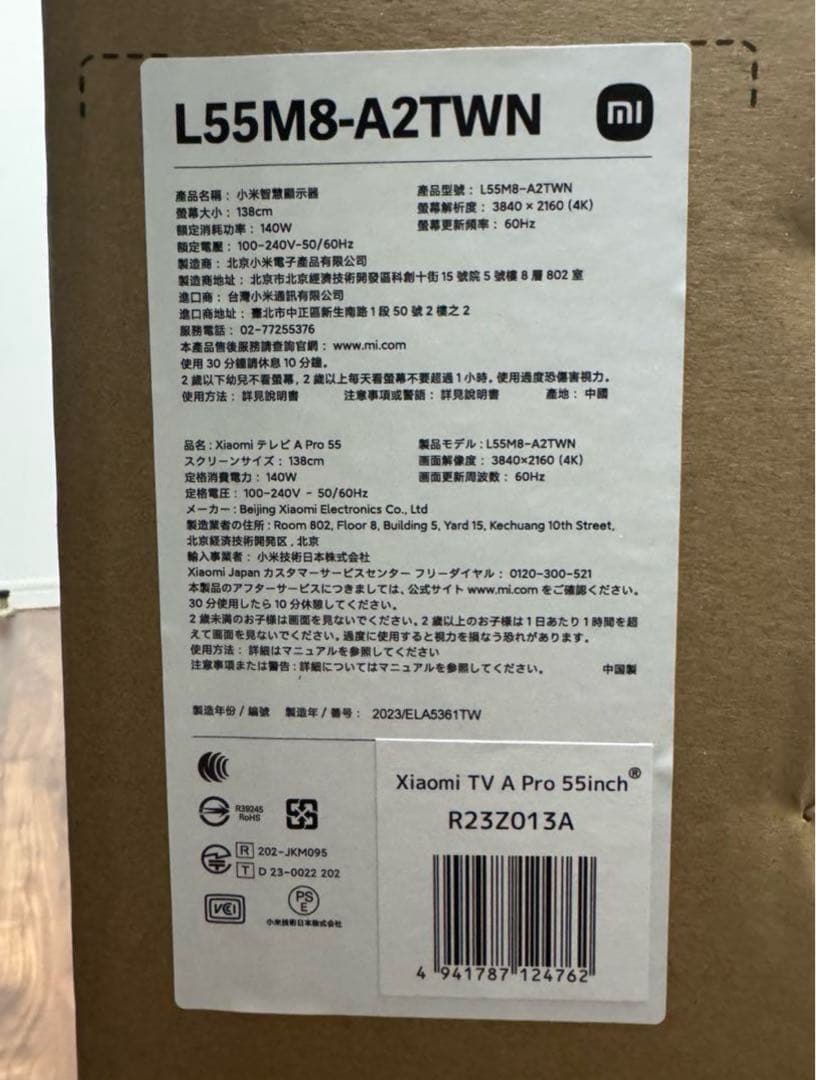 L55M8-A2TWN
mi
產品名稱：小米智慧顯示器
產品型號：L55M8-A2TWN
螢幕大小：138cm
螢幕解析度：3840 × 2160 (4K)
額定消耗功率：140W
螢幕更新頻率：60Hz
額定電壓：100-240V-50/60Hz
製造商：北京小米電子產品有限公司
製造商地址：北京市北京經濟技術開發區科創十街 15 號院 5 號樓 8 層 802 室
進口商：台灣小米通訊有限公司
進口商地址：臺北市中正區新生南路 1 段 50 號 2 樓之 2
服務電話：02-77255376
本產品售後服務請查詢官網：www.mi.com
使用 30 分鐘請休息 10 分鐘。
2 歲以下幼兒不看螢幕，2 歲以上每天看螢幕不要超過 1 小時。使用過度恐傷害視力。
使用方法：詳見說明書 注意事項或警語：詳見說明書 產地：中國
品名：Xiaomi テレビ A Pro 55
製品モデル：L55M8-A2TWN
スクリーンサイズ：138cm
画面解像度：3840×2160 (4K)
定格消費電力：140W
画面更新周波数：60Hz
定格電圧：100-240V ~ 50/60Hz
メーカー：Beijing Xiaomi Electronics Co., Ltd
製造業者の住所：Room 802, Floor 8, Building 5, Yard 15, Kechuang 10th Street,
北京経済技術開発区，北京
輸入事業者：小米技術日本株式会社
Xiaomi Japan カスタマーサービスセンター フリーダイヤル：0120-300-521
本製品のアフターサービスにつきましては、公式サイト www.mi.com をご確認ください。
30 分使用したら 10 分休憩してください。
2 歳未満のお子様は画面を見ないでください。2 歳以上のお子様は 1 日あたり 1 時間を超
えて画面を見ないでください。過度に使用すると視力を損なう恐れがあります。
使用方法：詳細はマニュアルを参照してください
注意事項または警告：詳細についてはマニュアルを参照してください。 中国製
製造年份 / 編號 製造年 / 番号：2023/ELA5361TW
R39245
RoHS
R 202-JKM095
T D 23-0022 202
VCCI
PS
E
小米技術日本株式会社
Xiaomi TV A Pro 55inch®
R23Z013A
4 941787 124762